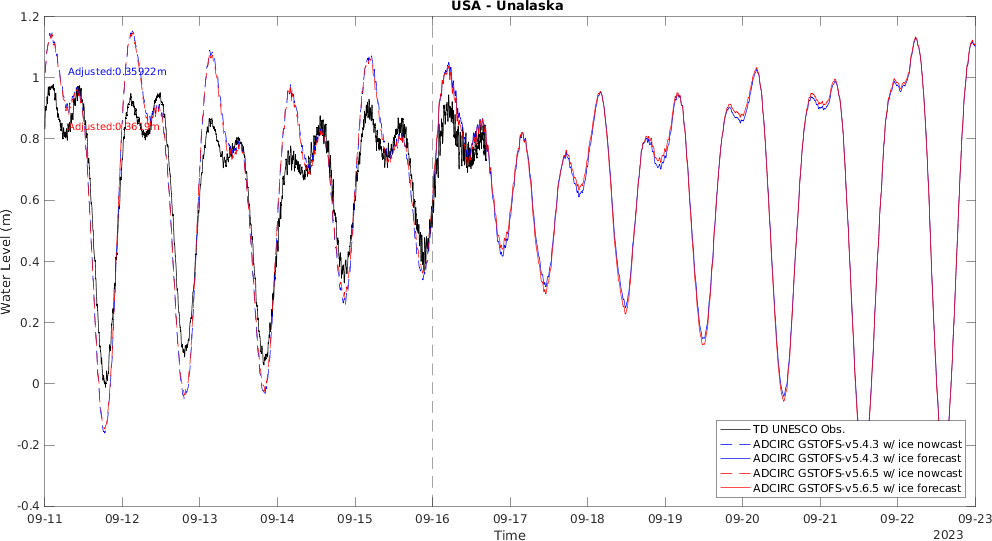 USA - Unalaska
1.2
1
0.8
0.6
0.4
0.2
0
-0.2
-0.4
Water Level (m)
Adjusted:0.35922m
Adjusted:0.3619m
TD UNESCO Obs.
ADCIRC GSTOFS-v5.4.3 w/ ice nowcast
ADCIRC GSTOFS-v5.4.3 w/ ice forecast
ADCIRC GSTOFS-v5.6.5 w/ ice nowcast
ADCIRC GSTOFS-v5.6.5 w/ ice forecast
09-11 09-12 09-13 09-14 09-15 09-16 09-17 09-18 09-19 09-20 09-21 09-22 09-23
Time
2023